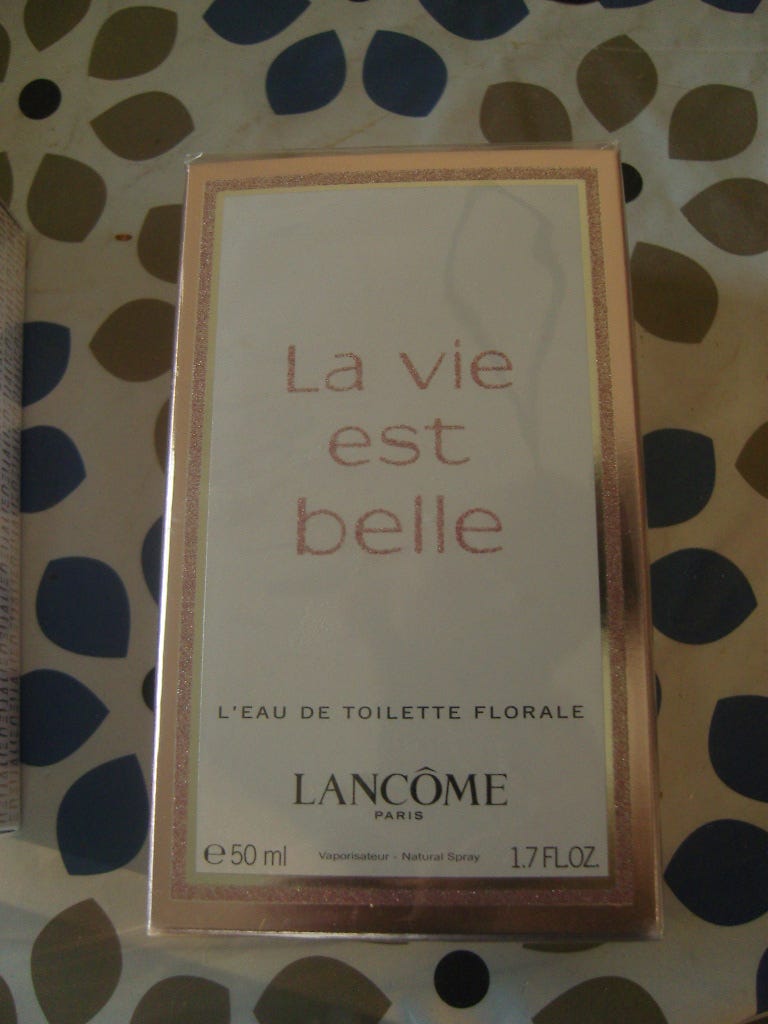 La vie
est
belle
L'EAU DE TOILETTE FLORALE
LANCÔME
PARIS
℮ 50 ml Vaporisateur - Natural Spray 1.7 FL.OZ.